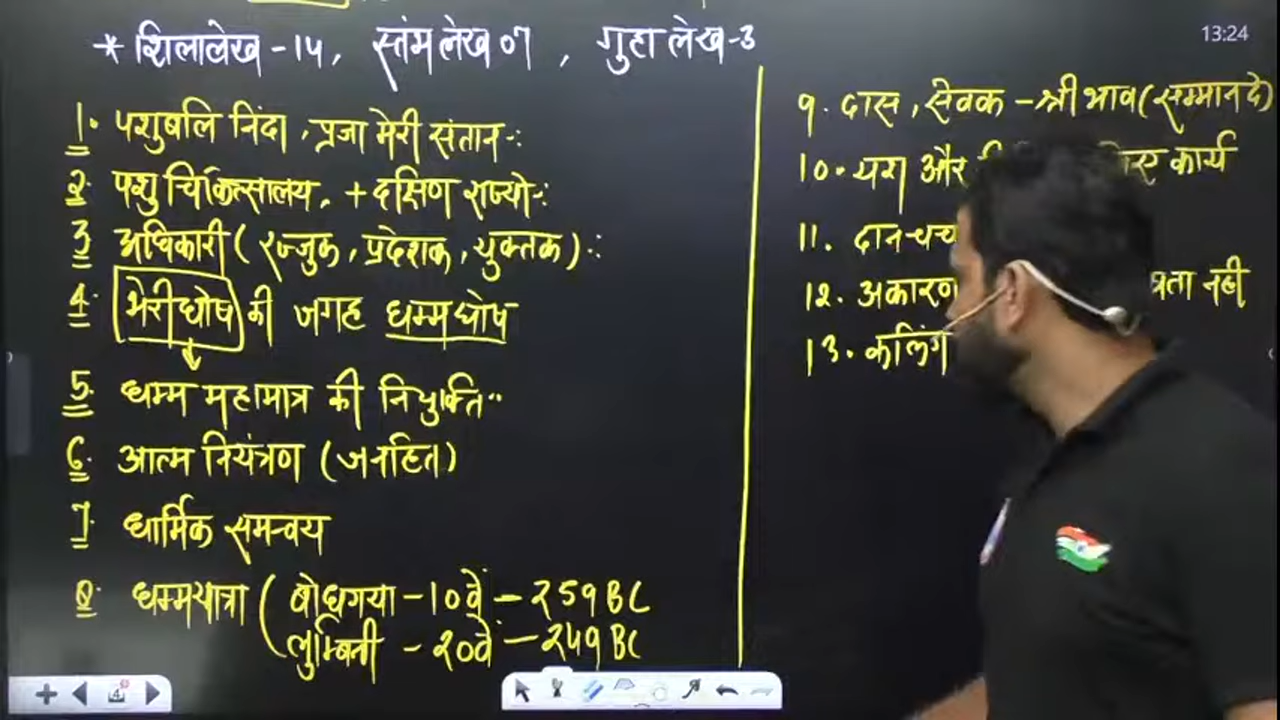 * शिलालेख - 14, स्तंभ लेख 07, गुहा लेख - 3
13:24
1. पशुबलि निंदा, प्रजा मेरी संतान
2. पशु चिकित्सालय, + दक्षिण राज्यो
3. अधिकारी (रज्जुक, प्रदेशक, युक्तक)
4. भेरीघोष की जगह धम्मघोष
5. धम्म महामात्र की नियुक्ति
6. आत्म नियंत्रण (जनहित)
7. धार्मिक समन्वय
8. धम्मयात्रा (बोधगया - 10वें - 259 BC
लुम्बिनी - 20वें - 249 BC
9. दास, सेवक - श्री भाव (सम्मान दे)
10. यश और कार्य
11. दान
12. अकारण नही
13. कलिंग
4